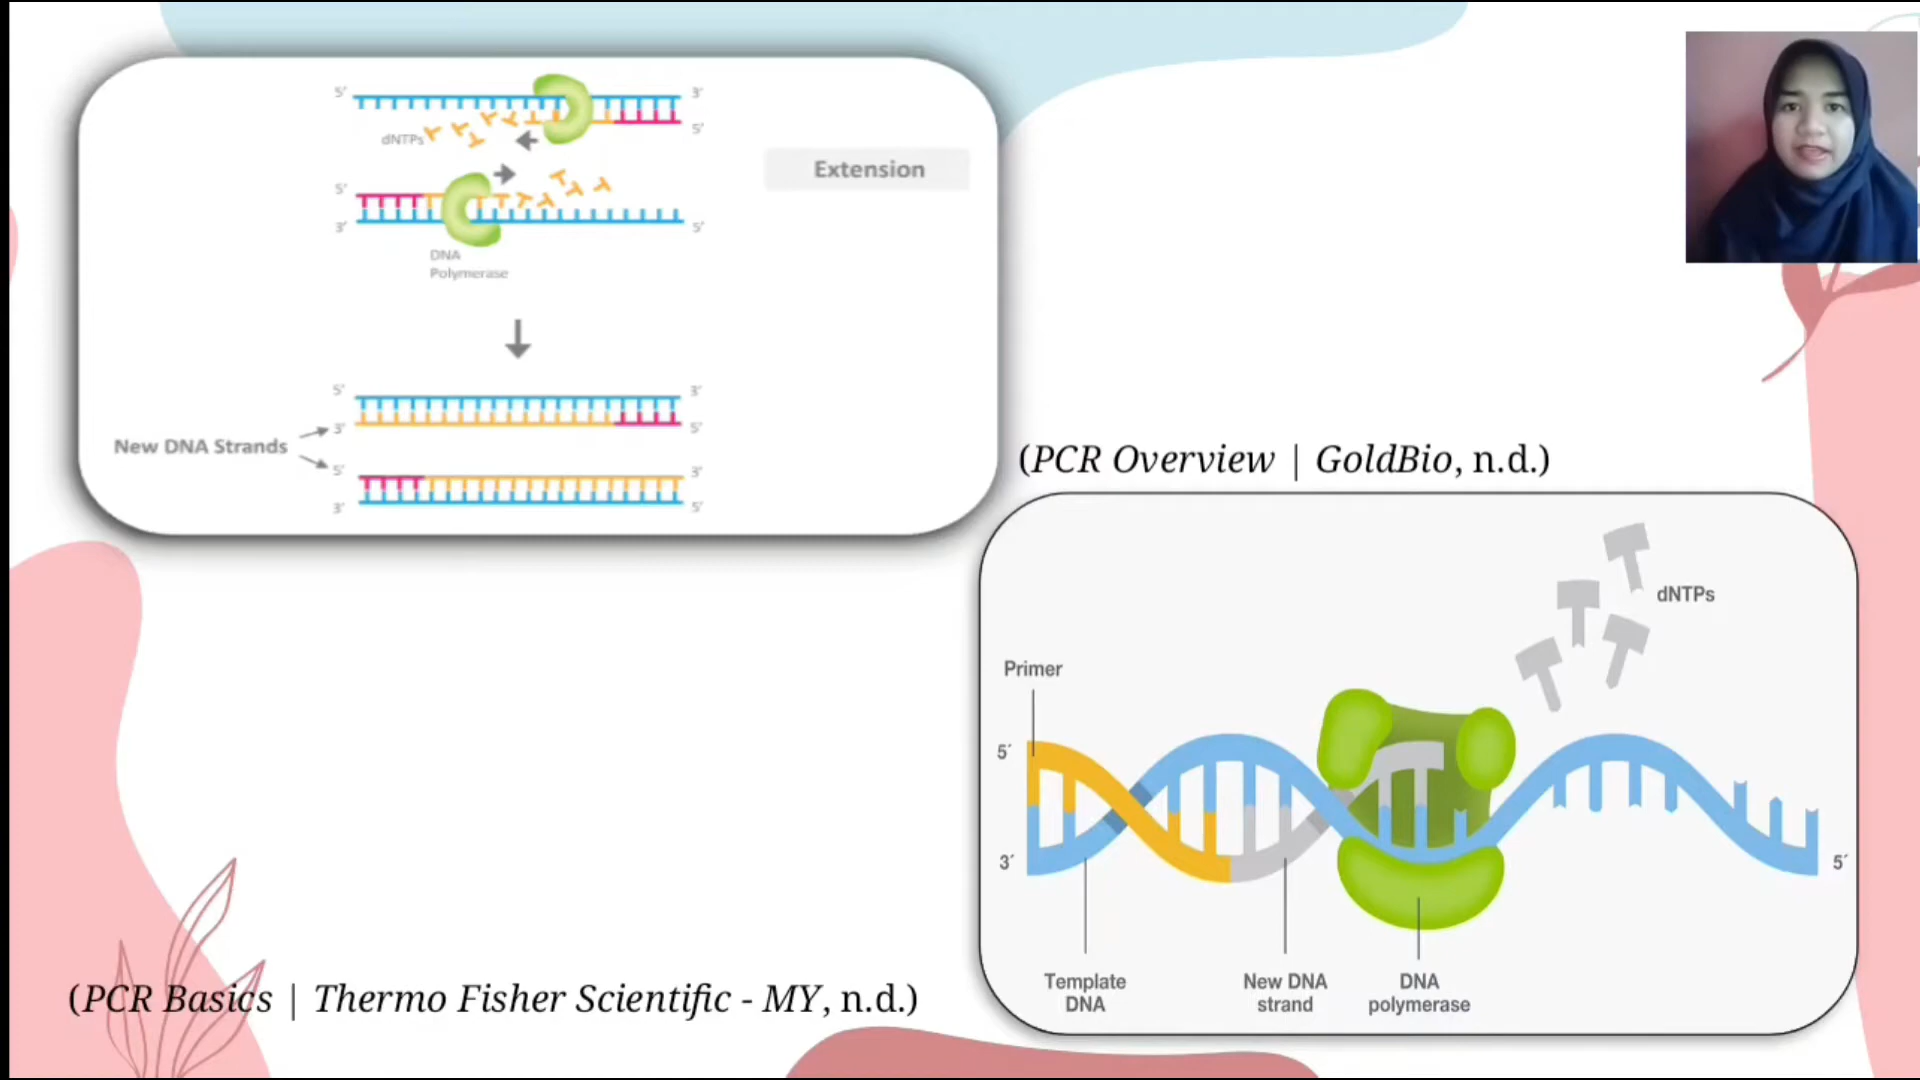 5′ 3′
5′
dNTPs
Extension
5′
3′ 5′
DNA
Polymerase
5′ 3′
3′ 5′
New DNA Strands
5′ 3′
3′ 5′
(PCR Overview | GoldBio, n.d.)
dNTPs
Primer
5′
3′ 5′
Template
DNA
New DNA
strand
DNA
polymerase
(PCR Basics | Thermo Fisher Scientific - MY, n.d.)